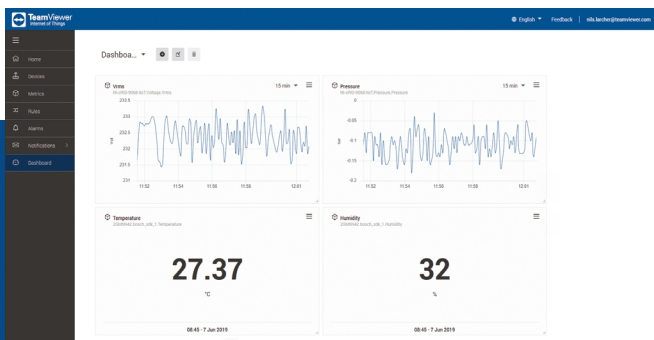 TeamViewer
Internet of Things
English
Feedback
nils.larcher@teamviewer.com
Home
Devices
Metrics
Rules
Alarms
Notifications
Dashboard
Dashboa...
Vrms
15 min
233.5
233
232.5
232
231.5
231
11:52
11:54
11:56
11:58
12:01
Pressure
15 min
0
-0.05
-0.1
-0.15
-0.2
bar
11:52
11:54
11:56
11:58
12:01
Temperature
27.37
°C
08:45 - 7 Jun 2019
Humidity
32
%
08:45 - 7 Jun 2019